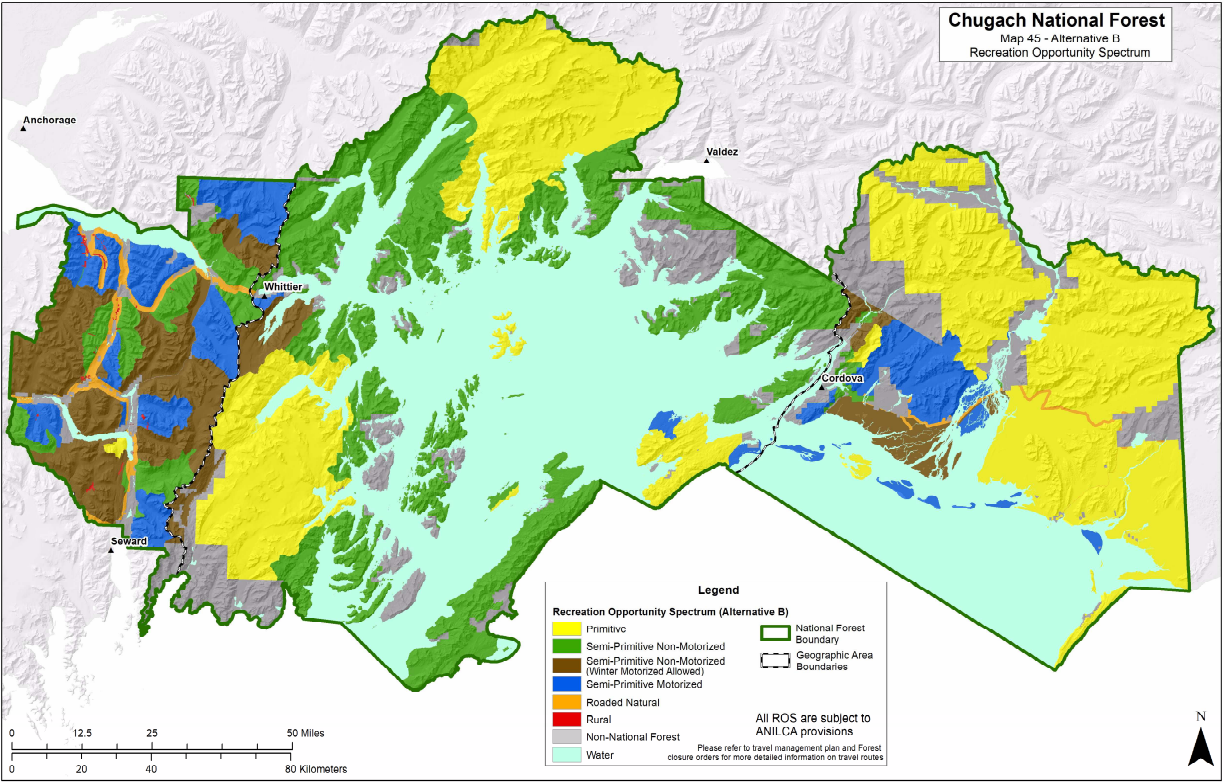 Chugach National Forest
Map 45 - Alternative B
Recreation Opportunity Spectrum
Anchorage
Valdez
Whittier
Cordova
Seward
Legend
Recreation Opportunity Spectrum (Alternative B)
Primitive
Semi-Primitive Non-Motorized
Semi-Primitive Non-Motorized
(Winter Motorized Allowed)
Semi-Primitive Motorized
Roaded Natural
Rural
Non-National Forest
Water
National Forest
Boundary
Geographic Area
Boundaries
All ROS are subject to
ANILCA provisions
Please refer to travel management plan and Forest
closure orders for more detailed information on travel routes
0 12.5 25 50 Miles
0 20 40 80 Kilometers
N